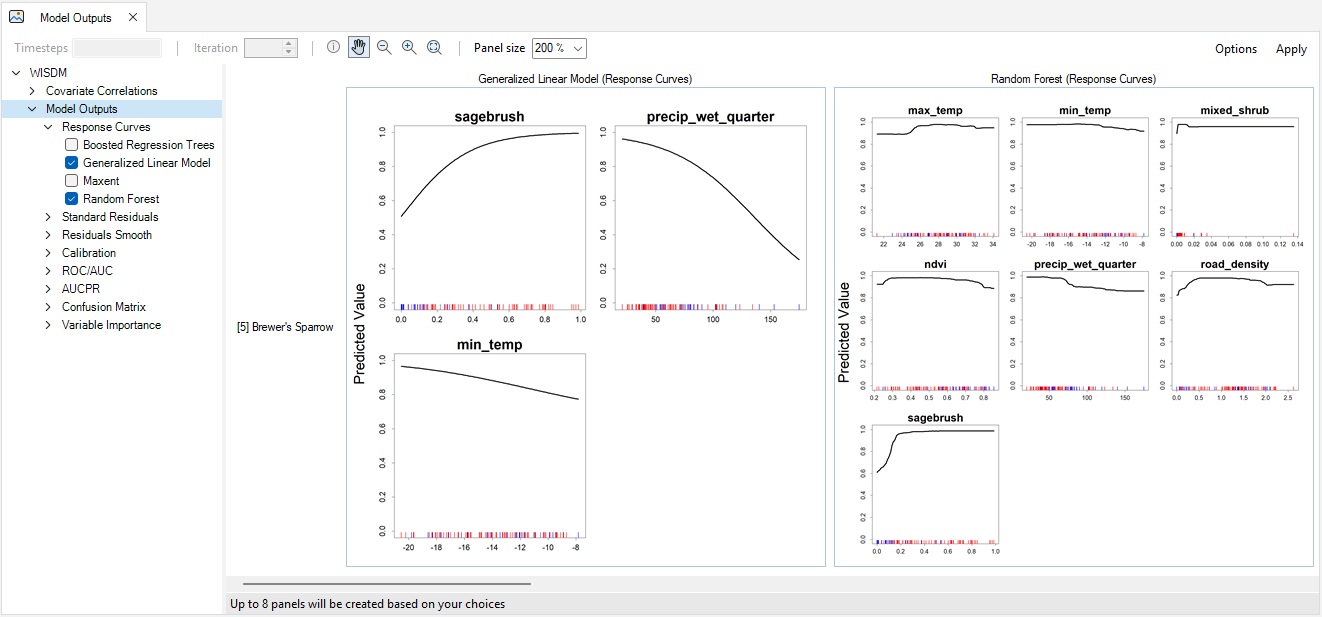 Model Outputs
Timesteps Iteration Panel size 200 % Options Apply
WISDM
Covariate Correlations
Model Outputs
Response Curves
Boosted Regression Trees
Generalized Linear Model
Maxent
Random Forest
Standard Residuals
Residuals Smooth
Calibration
ROC/AUC
AUCPR
Confusion Matrix
Variable Importance
[5] Brewer's Sparrow
Generalized Linear Model (Response Curves)
Predicted Value
sagebrush
1.0
0.8
0.6
0.4
0.2
0.0
0.0 0.2 0.4 0.6 0.8 1.0
precip_wet_quarter
1.0
0.8
0.6
0.4
0.2
0.0
50 100 150
min_temp
1.0
0.8
0.6
0.4
0.2
0.0
-20 -18 -16 -14 -12 -10 -8
Random Forest (Response Curves)
Predicted Value
max_temp
1.0
0.8
0.6
0.4
0.2
0.0
22 24 26 28 30 32 34
min_temp
1.0
0.8
0.6
0.4
0.2
0.0
-20 -18 -16 -14 -12 -10 -8
mixed_shrub
1.0
0.8
0.6
0.4
0.2
0.0
0.00 0.02 0.04 0.06 0.08 0.10 0.12 0.14
ndvi
1.0
0.8
0.6
0.4
0.2
0.0
0.2 0.3 0.4 0.5 0.6 0.7 0.8
precip_wet_quarter
1.0
0.8
0.6
0.4
0.2
0.0
50 100 150
road_density
1.0
0.8
0.6
0.4
0.2
0.0
0.0 0.5 1.0 1.5 2.0 2.5
sagebrush
1.0
0.8
0.6
0.4
0.2
0.0
0.0 0.2 0.4 0.6 0.8 1.0
Up to 8 panels will be created based on your choices